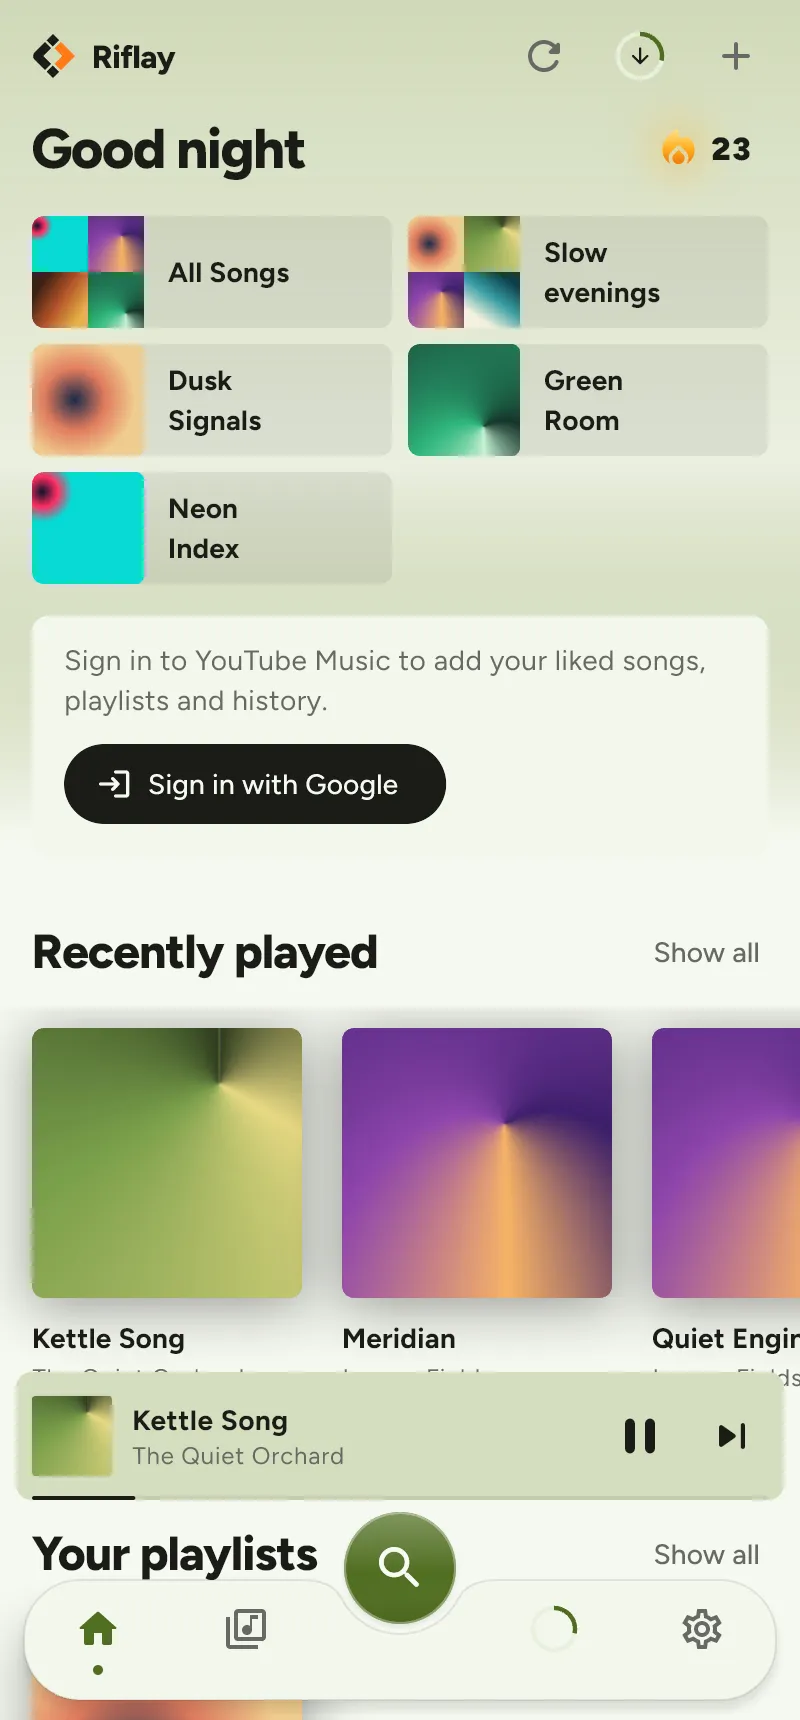 Riflay
Good night
23
All Songs
Slow
evenings
Dusk
Signals
Green
Room
Neon
Index
Sign in to YouTube Music to add your liked songs,
playlists and history.
Sign in with Google
Recently played
Show all
Kettle Song
Meridian
Quiet
Kettle Song
The Quiet Orchard
Your playlists
Show all